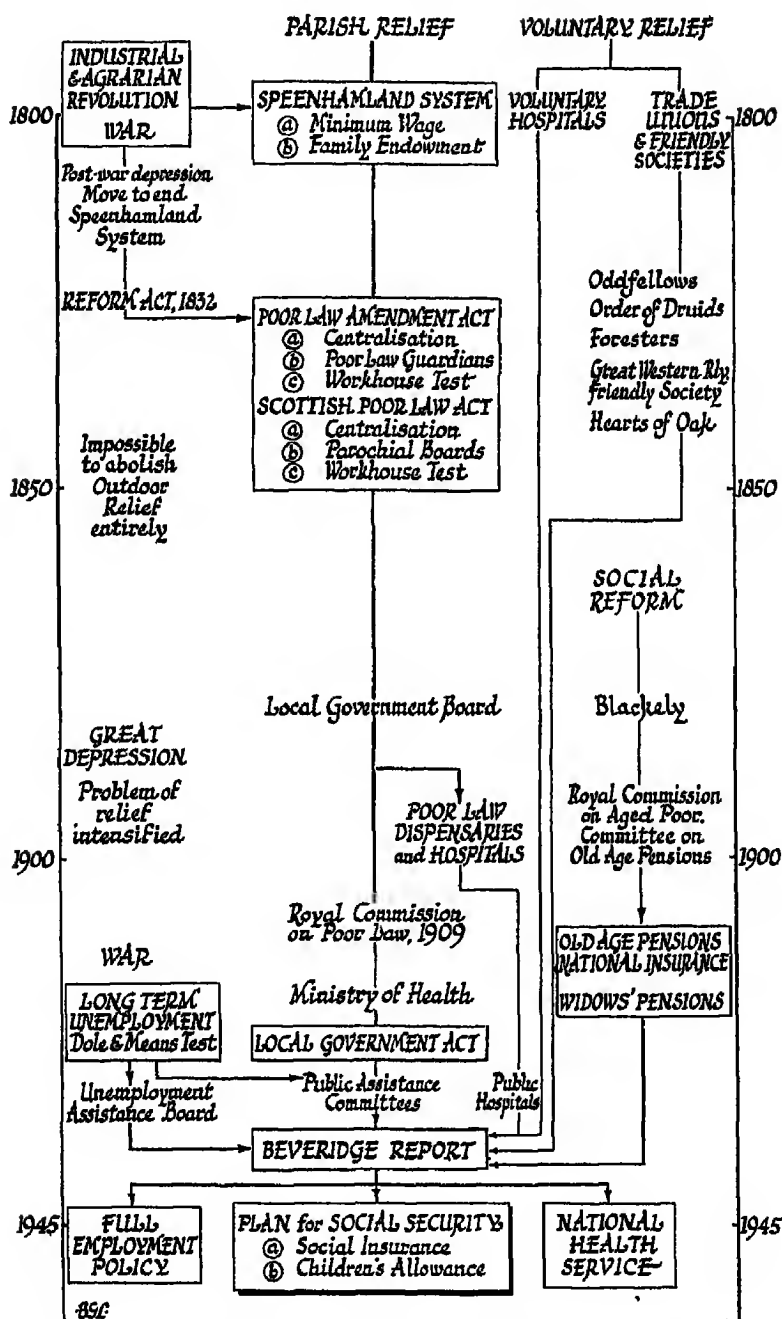 PARISH RELIEF
VOLUNTARY RELIEF
INDUSTRIAL
& AGRARIAN
REVOLUTION
WAR
1800
SPEENHAMLAND SYSTEM
ⓐ Minimum Wage
ⓑ Family Endowment
VOLUNTARY
HOSPITALS
TRADE
UNIONS
& FRIENDLY
SOCIETIES
1800
Post-war depression
Move to end
Speenhamland
System
REFORM ACT, 1832
POOR LAW AMENDMENT ACT
ⓐ Centralisation
ⓑ Poor Law Guardians
ⓒ Workhouse Test
SCOTTISH POOR LAW ACT
ⓐ Centralisation
ⓑ Parochial Boards
ⓒ Workhouse Test
Oddfellows
Order of Druids
Foresters
Great Western Rly.
Friendly Society
Hearts of Oak
Impossible
to abolish
Outdoor
Relief
entirely
1850
1850
SOCIAL
REFORM
Local Government Board
Blackely
GREAT
DEPRESSION
Problem of
relief
intensified
POOR LAW
DISPENSARIES
and HOSPITALS
Royal Commission
on Aged Poor.
Committee on
Old Age Pensions
1900
1900
Royal Commission
on Poor Law, 1909
OLD AGE PENSIONS
NATIONAL INSURANCE
WIDOWS' PENSIONS
WAR
LONG TERM
UNEMPLOYMENT
Dole & Means Test
Ministry of Health
LOCAL GOVERNMENT ACT
Unemployment
Assistance Board
Public Assistance
Committees
Public
Hospitals
BEVERIDGE REPORT
1945
FULL
EMPLOYMENT
POLICY
PLAN for SOCIAL SECURITY
ⓐ Social Insurance
ⓑ Children's Allowance
NATIONAL
HEALTH
SERVICE
1945